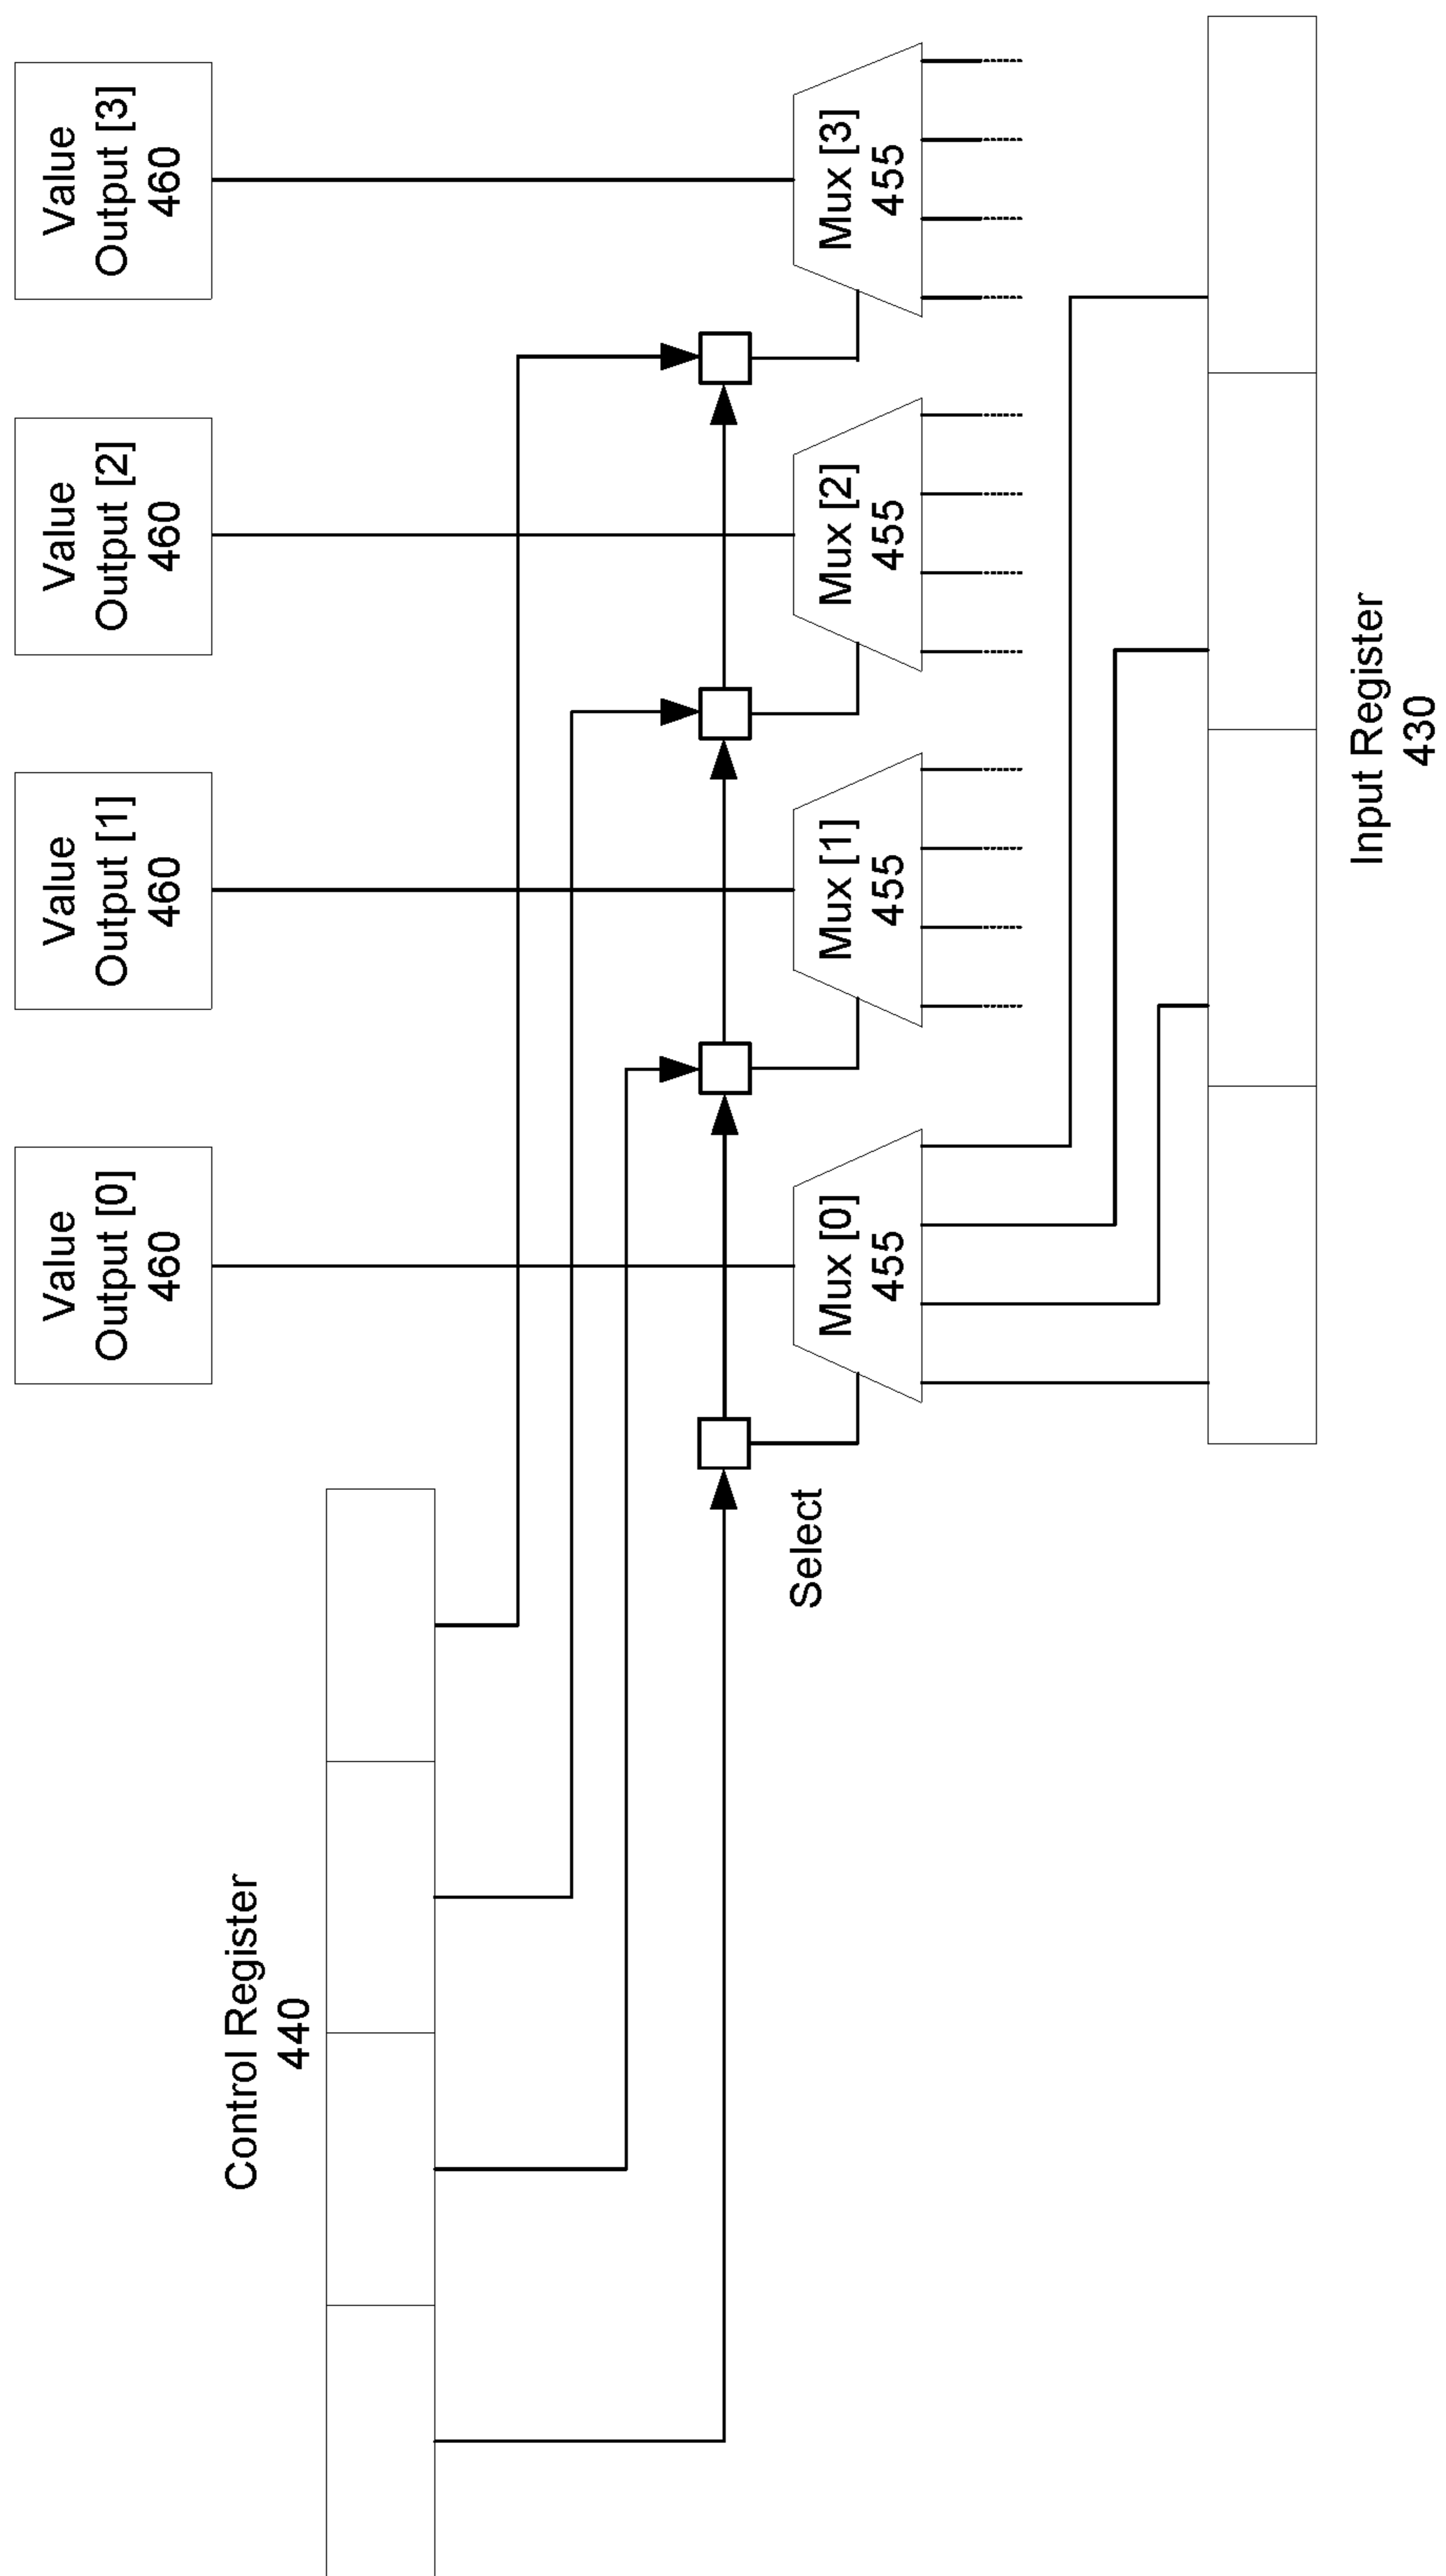 Control Register
440
Value
Output [0]
460
Value
Output [1]
460
Value
Output [2]
460
Value
Output [3]
460
Select
Mux [0]
455
Mux [1]
455
Mux [2]
455
Mux [3]
455
Input Register
430